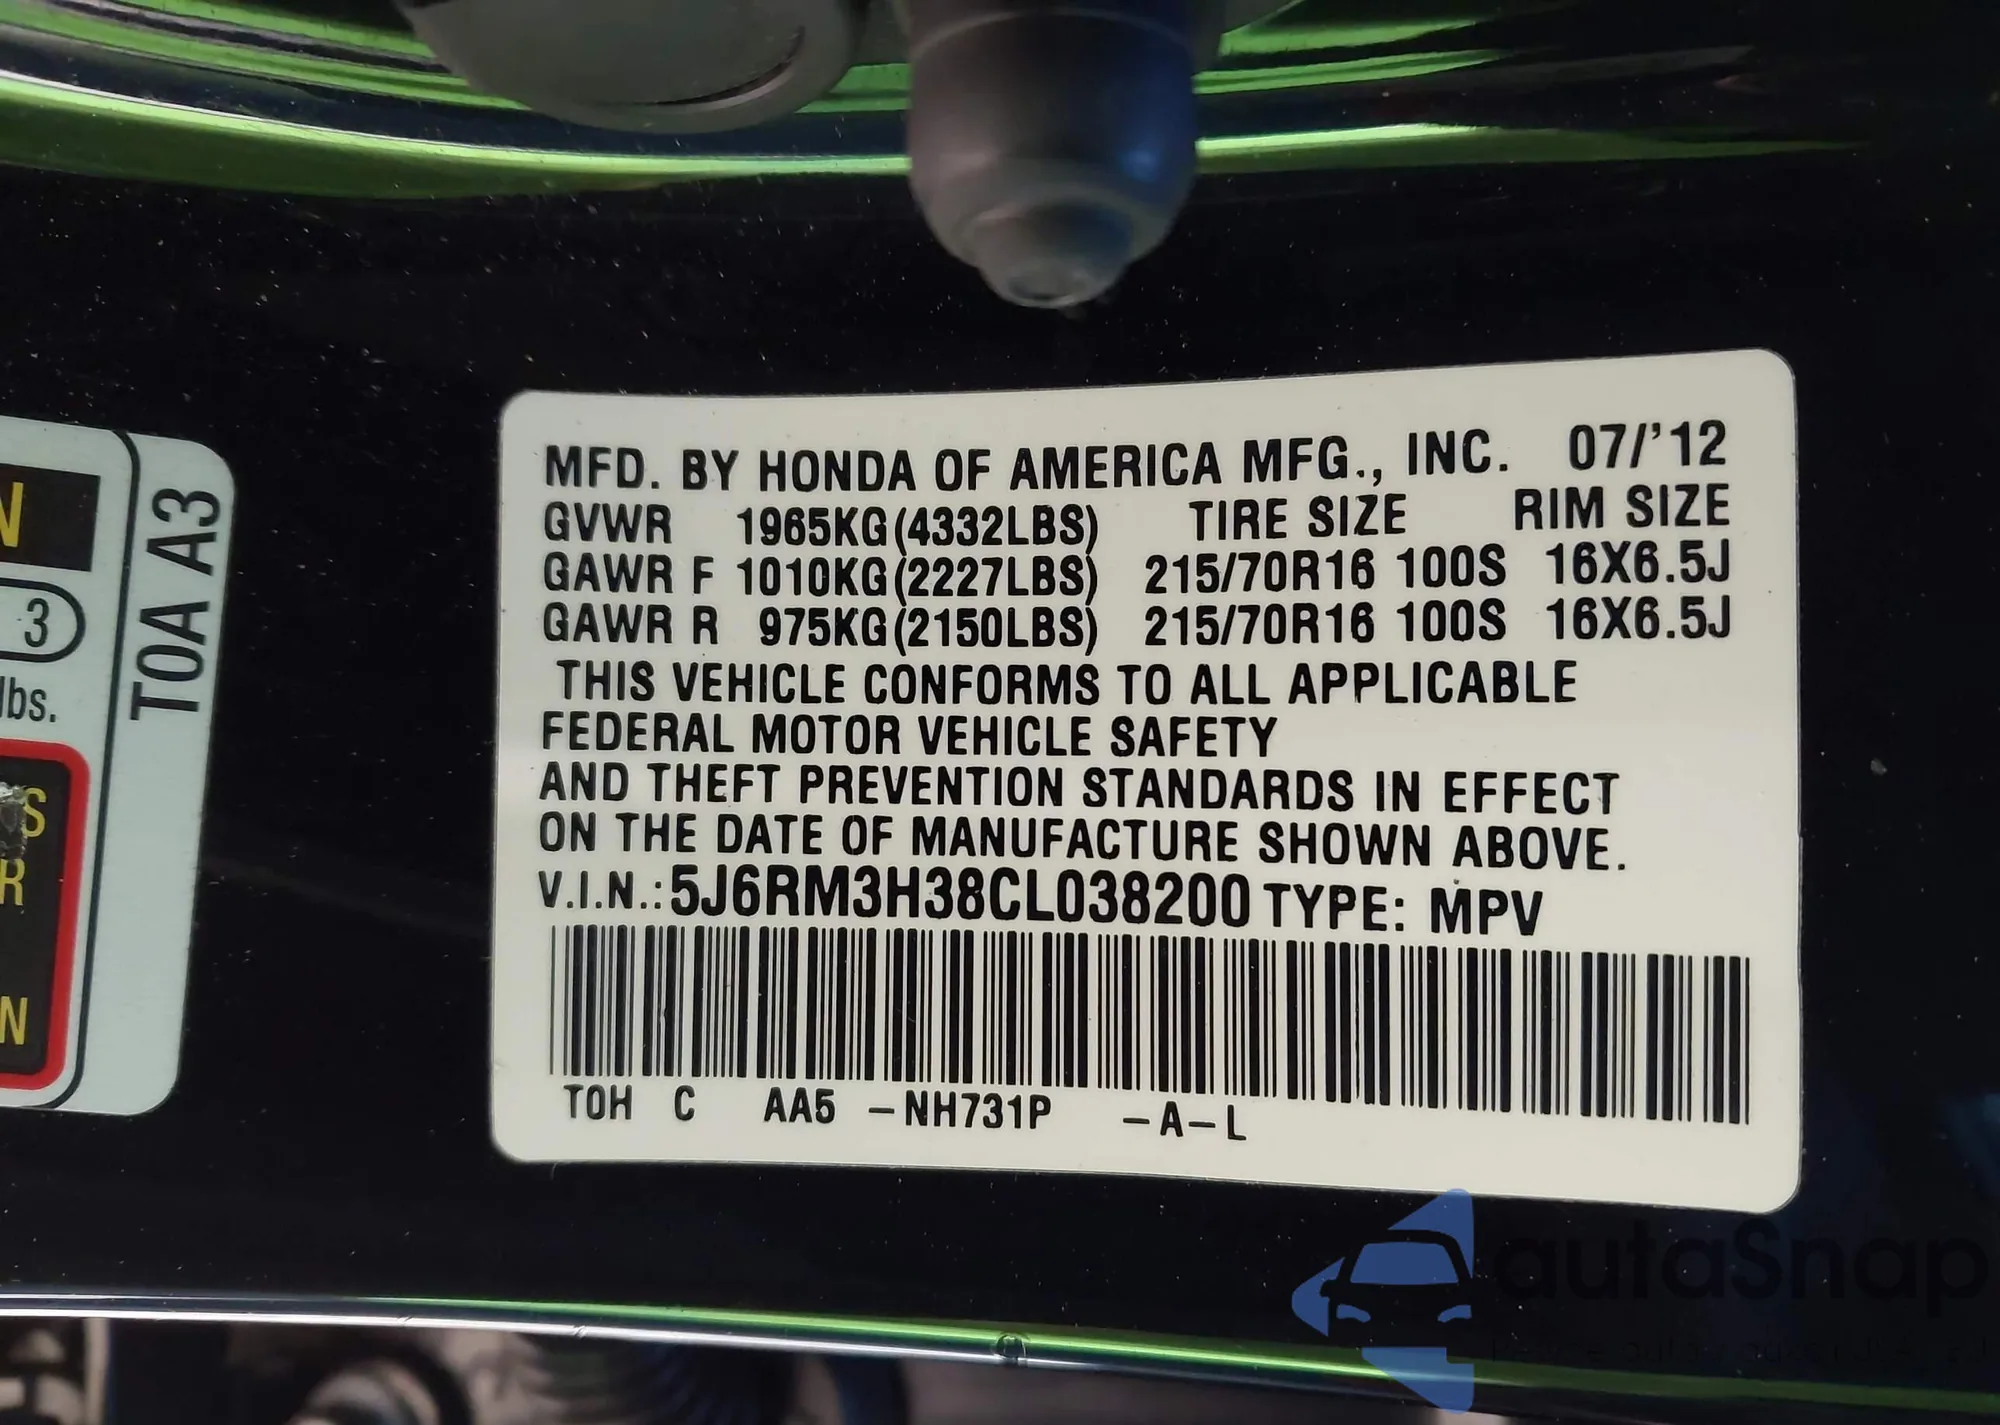 MFD. BY HONDA OF AMERICA MFG., INC. 07/'12
GVWR 1965KG(4332LBS) TIRE SIZE RIM SIZE
GAWR F 1010KG(2227LBS) 215/70R16 100S 16X6.5J
GAWR R 975KG(2150LBS) 215/70R16 100S 16X6.5J
THIS VEHICLE CONFORMS TO ALL APPLICABLE
FEDERAL MOTOR VEHICLE SAFETY
AND THEFT PREVENTION STANDARDS IN EFFECT
ON THE DATE OF MANUFACTURE SHOWN ABOVE.
V.I.N.: 5J6RM3H38CL038200 TYPE: MPV
TOH C AA5 -NH731P -A-L
T0A A3
N
3
lbs.
S
R
N
autaSnap